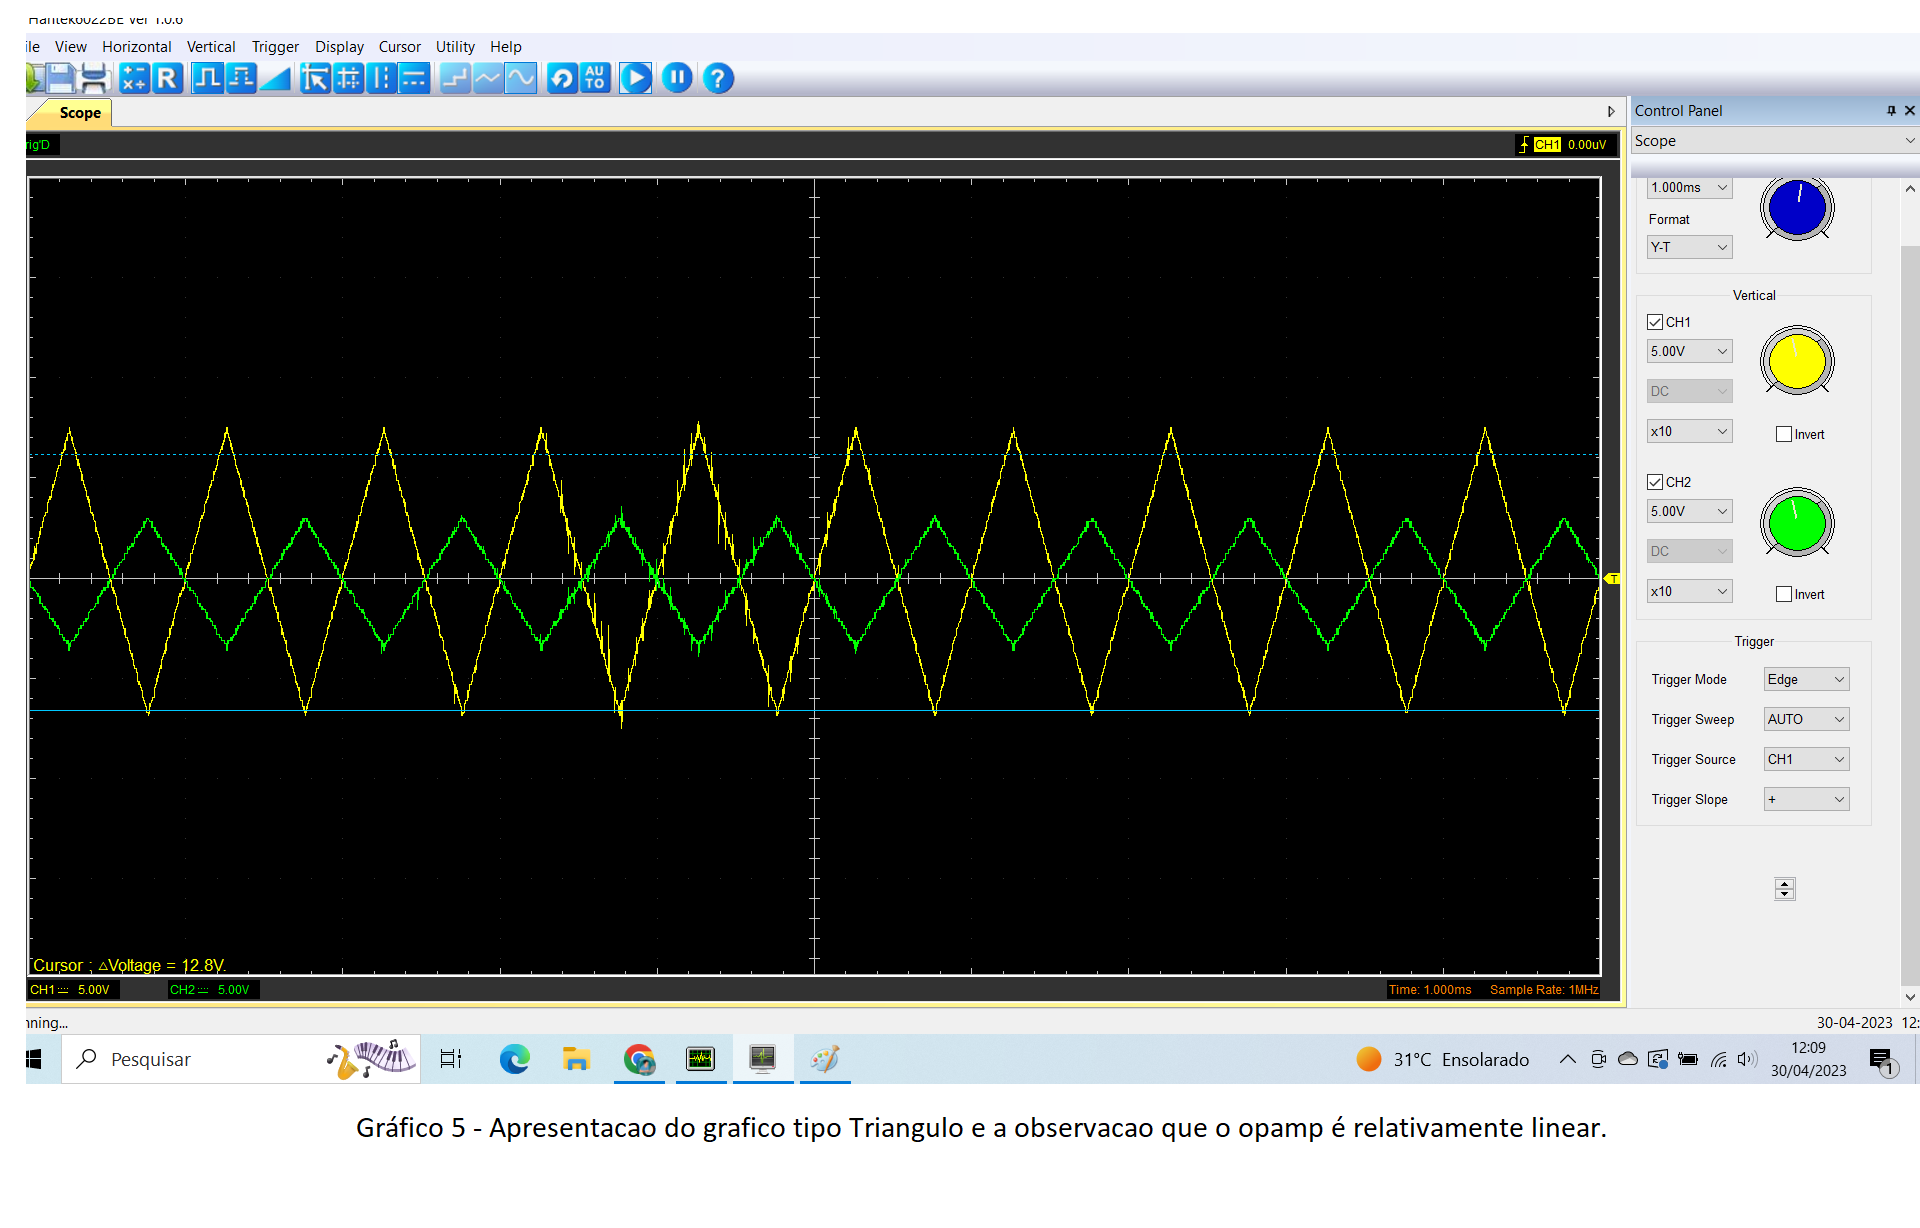 Hantek6022BE Ver 1.0.6
ile View Horizontal Vertical Trigger Display Cursor Utility Help
AU TO
R
?
Scope
Control Panel
rig'D
CH1 0.00uV
Scope
1.000ms
Format
Y-T
Vertical
CH1
5.00V
DC
x10
Invert
CH2
5.00V
DC
x10
Invert
T
Trigger
Trigger Mode Edge
Trigger Sweep AUTO
Trigger Source CH1
Trigger Slope +
Cursor ; △Voltage = 12.8V.
CH1 5.00V CH2 5.00V Time: 1.000ms Sample Rate: 1MHz
nning... 30-04-2023 12:
Pesquisar
31°C Ensolarado
12:09
30/04/2023
1
Gráfico 5 - Apresentacao do grafico tipo Triangulo e a observacao que o opamp é relativamente linear.